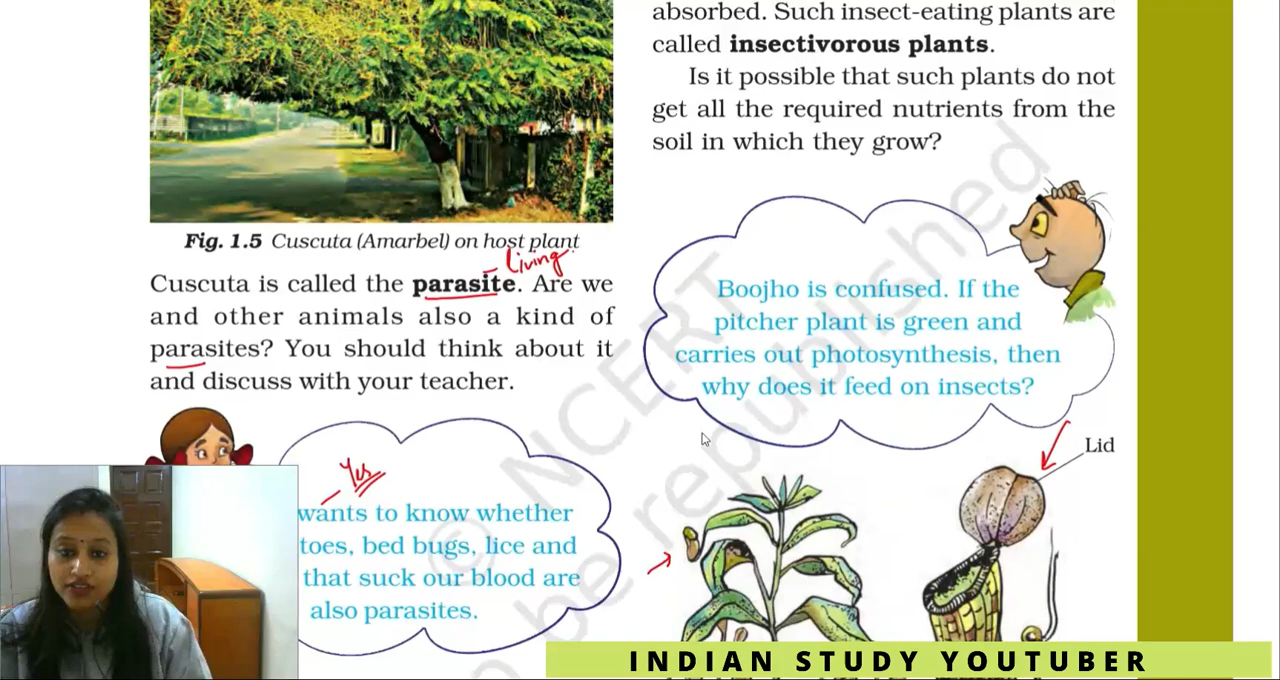 absorbed. Such insect-eating plants are
called insectivorous plants.
Is it possible that such plants do not
get all the required nutrients from the
soil in which they grow?
Fig. 1.5 Cuscuta (Amarbel) on host plant
living
Cuscuta is called the parasite. Are we
and other animals also a kind of
parasites? You should think about it
and discuss with your teacher.
Boojho is confused. If the
pitcher plant is green and
carries out photosynthesis, then
why does it feed on insects?
Lid
Yes
wants to know whether
toes, bed bugs, lice and
that suck our blood are
also parasites.
© NCERT
be republished
INDIAN STUDY YOUTUBER